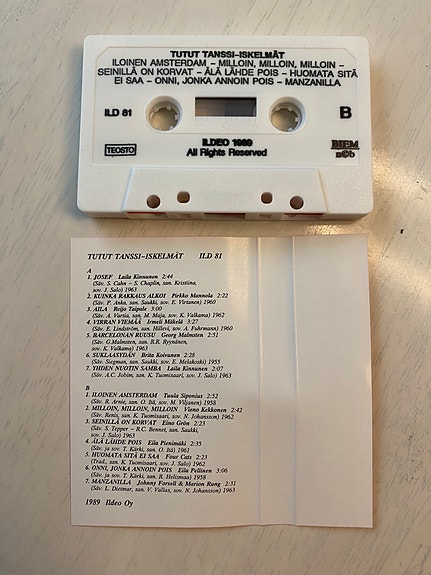 TUTUT TANSSI-ISKELMÄT
ILOINEN AMSTERDAM - MILLOIN, MILLOIN, MILLOIN -
SEINILLÄ ON KORVAT - ÄLÄ LÄHDE POIS - HUOMATA SITÄ
EI SAA - ONNI, JONKA ANNOIN POIS - MANZANILLA
ILD 81
B
TEOSTO
ILDEO 1989
All Rights Reserved
BIEM
n©b
TUTUT TANSSI-ISKELMÄT ILD 81
A
1. JOSEF Laila Kinnunen 2:44
(Säv. S. Cahn - S. Chaplin, san. Kristiina,
sov. J. Salo) 1963
2. KUINKA RAKKAUS ALKOI Pirkko Mannola 2:22
(Säv. P. Anka, san. Saukki, sov. E. Virtanen) 1960
3. AILA Reijo Taipale 3:00
(Säv. A. Vartia, san. M. Maja, sov. K. Valkama) 1962
4. VIRRAN VIEMÄÄ Irmeli Mäkelä 3:27
(Säv. E. Lindström, san. Hillevi, sov. A. Fuhrmann) 1960
5. BARCELONAN RUUSU Georg Malmsten 2:51
(Säv. G.Malmsten, san. R.R. Ryynänen,
sov. K. Valkama) 1963
6. SUKLAASYDÄN Brita Koivunen 2:28
(Säv. Siegman, san. Saukki, sov. E. Melakoski) 1955
7. YHDEN NUOTIN SAMBA Laila Kinnunen 2:07
(Säv. A.C. Jobim, san. K. Tuomisaari, sov. J. Salo) 1963
B
1. ILOINEN AMSTERDAM Tuula Siponius 2:52
(Säv. R. Arnie, san. O. Itä, sov. M. Viljanen) 1958
2. MILLOIN, MILLOIN, MILLOIN Vieno Kekkonen 2:42
(Säv. Renis, san. K. Tuomisaari, sov. N. Johansson) 1962
3. SEINILLÄ ON KORVAT Eino Grön 2:23
(Säv. S. Tepper - R.C. Bennet, san. Saukki,
sov. J. Salo) 1963
4. ÄLÄ LÄHDE POIS Eila Pienimäki 2:35
(Säv. ja sov. T. Kärki, san. O. Itä) 1961
5. HUOMATA SITÄ EI SAA Four Cats 2:23
(Trad., san. K. Tuomisaari, sov. J. Salo) 1962
6. ONNI, JONKA ANNOIN POIS Eila Pellinen 3:06
(Säv. ja sov. T. Kärki, san. R. Helismaa) 1958
7. MANZANILLA Johnny Forsell & Marion Rung 2:31
(Säv. L. Dietmar, san. V. Vallas, sov. N. Johansson) 1963
1989 Ildeo Oy